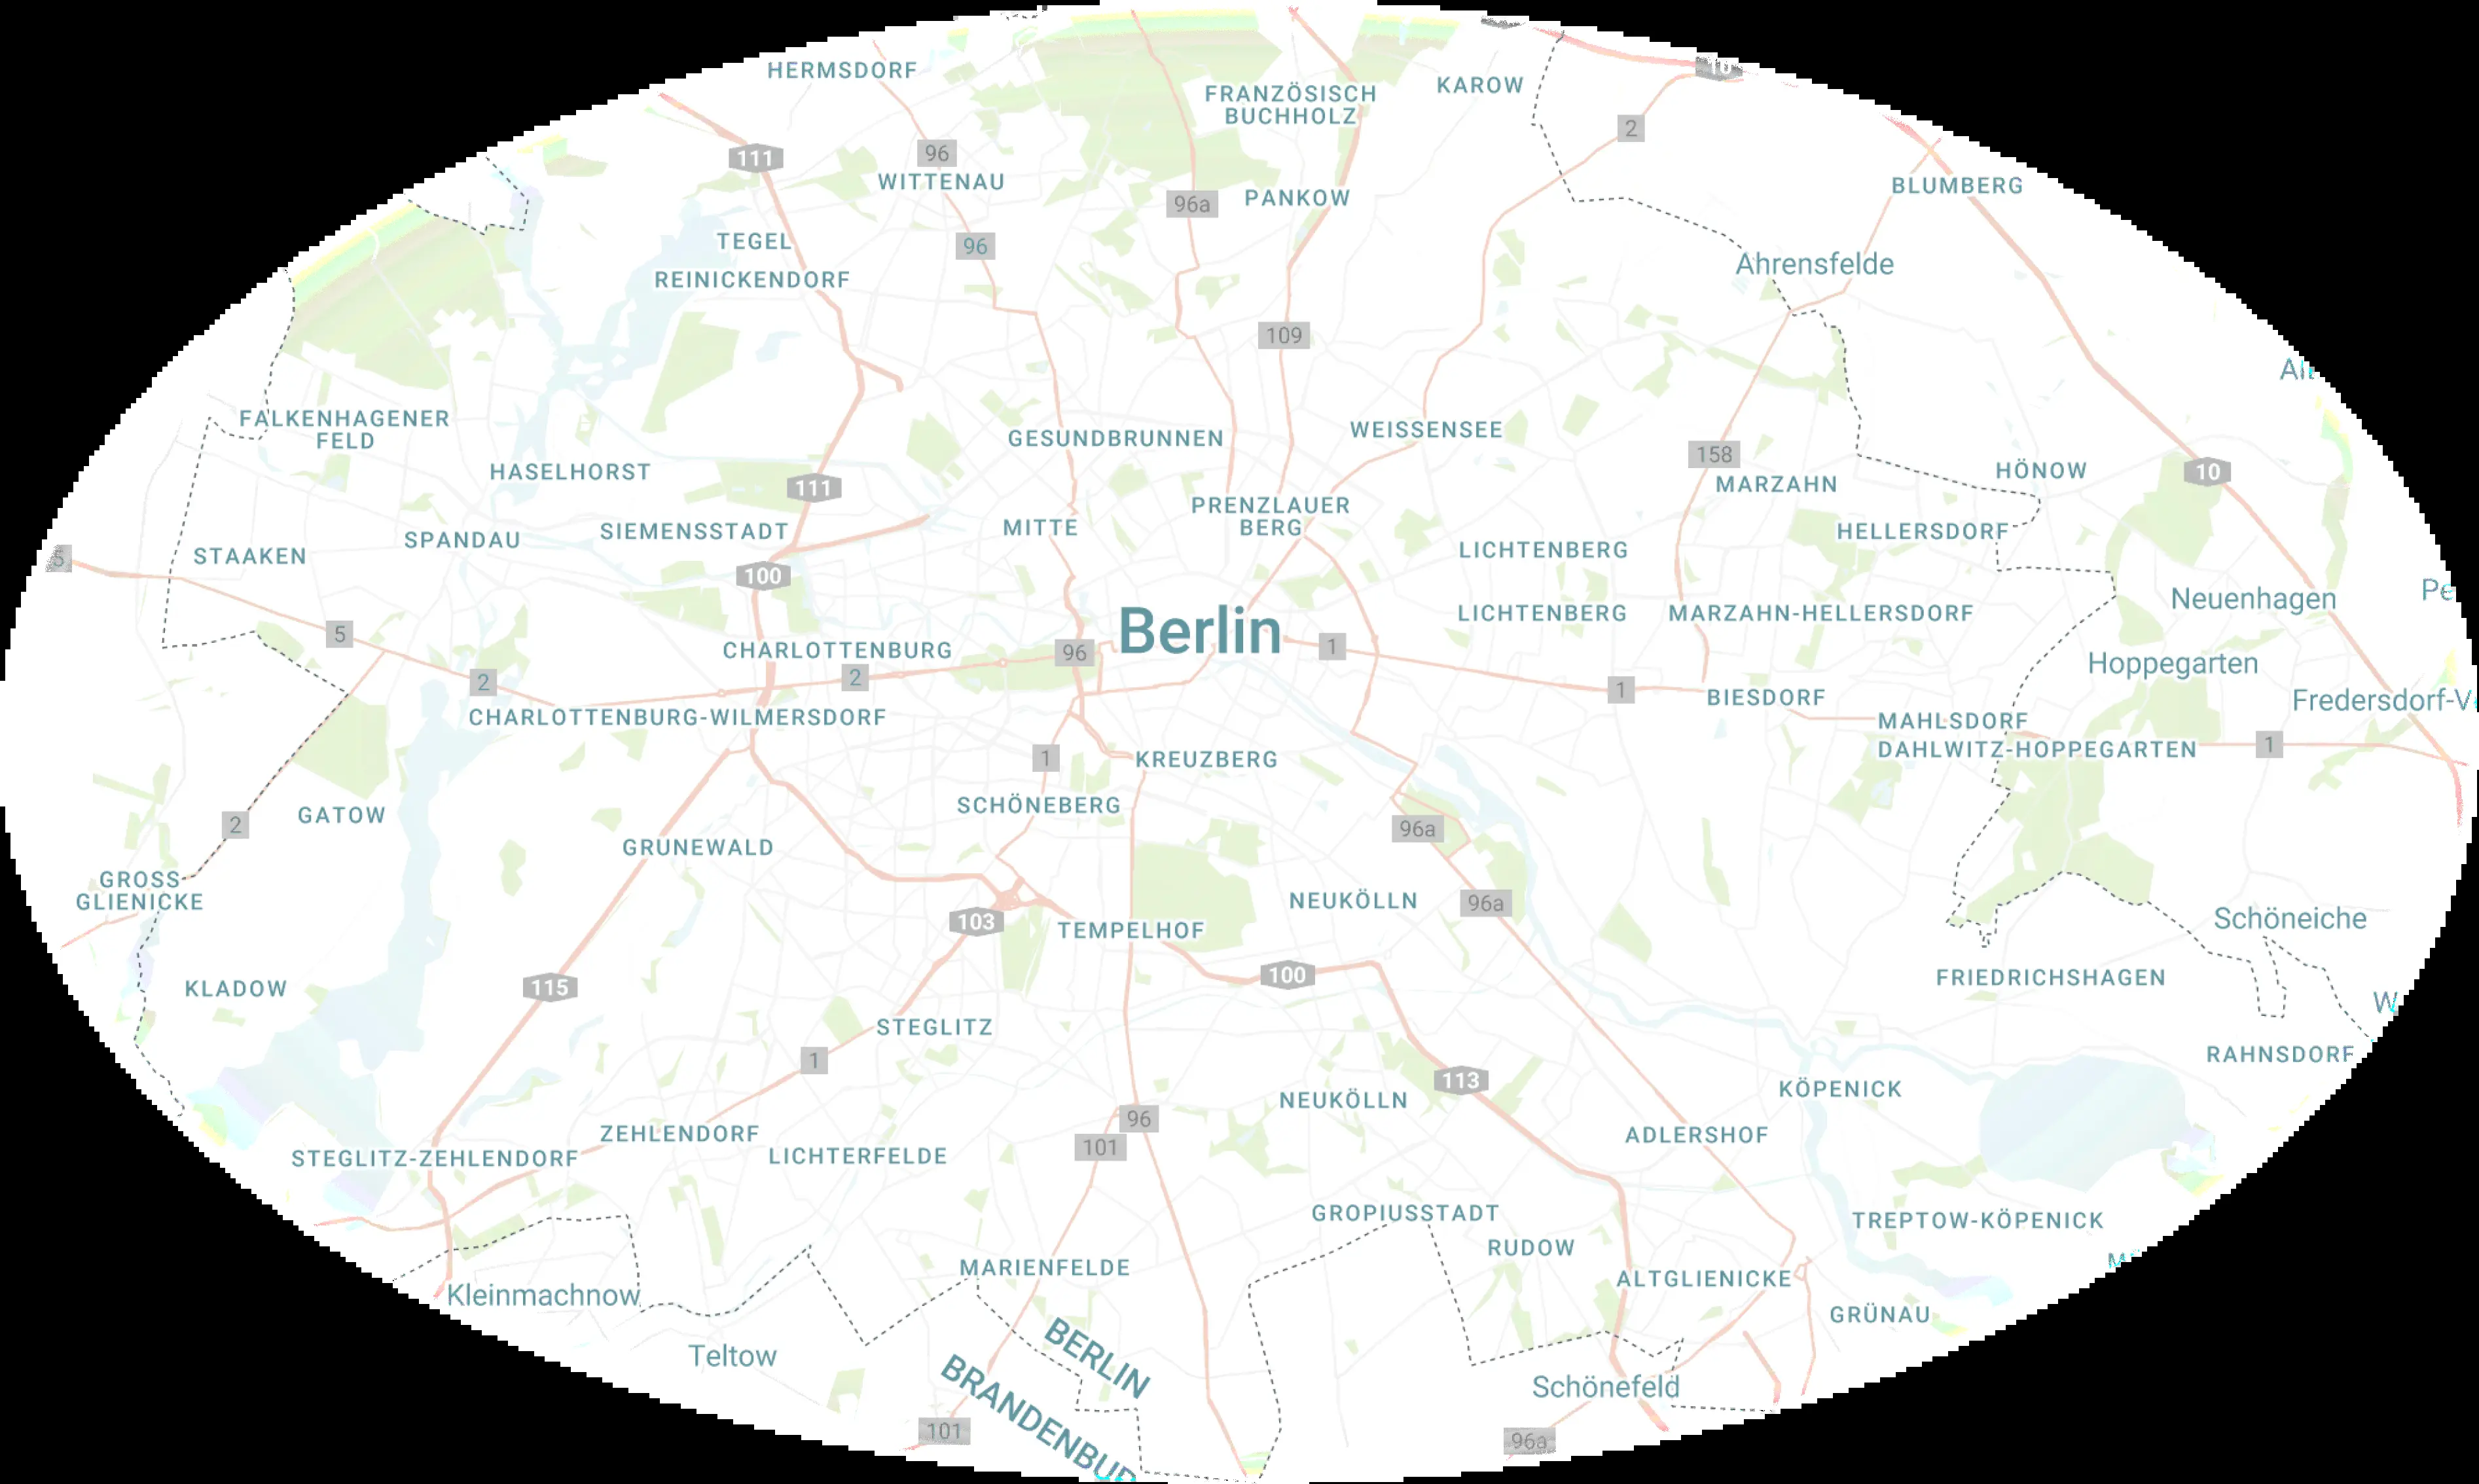 HERMSDORF
10
KAROW
FRANZÖSISCH
BUCHHOLZ
2
96
111
WITTENAU
BLUMBERG
PANKOW
96a
TEGEL
96
Ahrensfelde
REINICKENDORF
109
FALKENHAGENER
FELD
WEISSENSEE
GESUNDBRUNNEN
158
HASELHORST
HÖNOW
10
MARZAHN
111
PRENZLAUER
BERG
MITTE
SIEMENSSTADT
HELLERSDORF
SPANDAU
LICHTENBERG
STAAKEN
5
100
Neuenhagen
LICHTENBERG
MARZAHN-HELLERSDORF
5
Berlin
1
CHARLOTTENBURG
96
Hoppegarten
2
2
1
BIESDORF
Fredersdorf-V
CHARLOTTENBURG-WILMERSDORF
MAHLSDORF
1
DAHLWITZ-HOPPEGARTEN
1
KREUZBERG
SCHÖNEBERG
GATOW
2
96a
GRUNEWALD
GROSS
GLIENICKE
NEUKÖLLN
96a
103
TEMPELHOF
Schöneiche
100
FRIEDRICHSHAGEN
115
KLADOW
STEGLITZ
RAHNSDORF
1
113
KÖPENICK
NEUKÖLLN
96
ZEHLENDORF
ADLERSHOF
101
LICHTERFELDE
STEGLITZ-ZEHLENDORF
GROPIUSSTADT
TREPTOW-KÖPENICK
RUDOW
MARIENFELDE
ALTGLIENICKE
Kleinmachnow
GRÜNAU
BERLIN
Teltow
Schönefeld
BRANDENBUR
101
96a